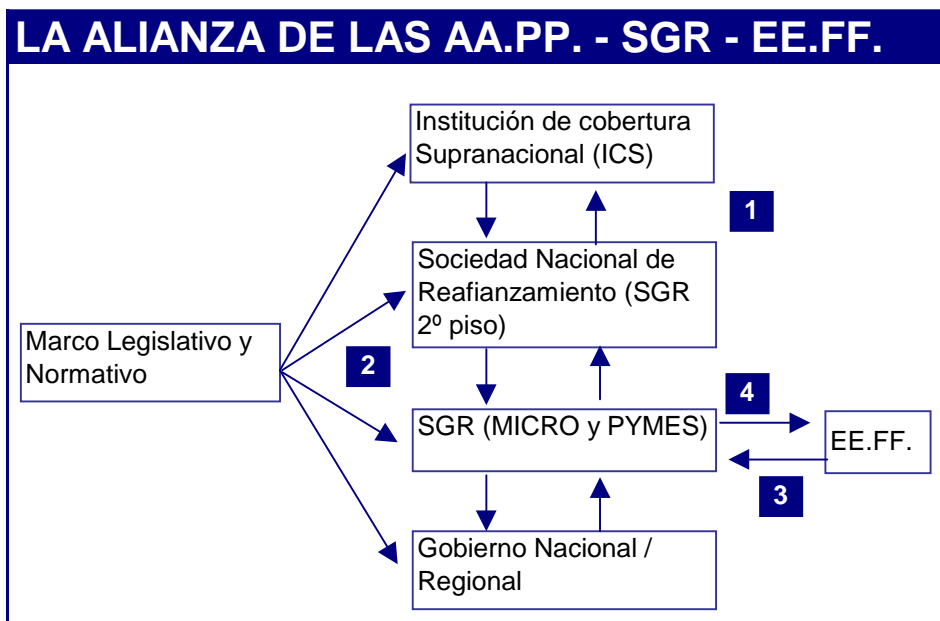 LA ALIANZA DE LAS AA.PP. - SGR - EE.FF.
Institución de cobertura
Supranacional (ICS)
1
Sociedad Nacional de
Reafianzamiento (SGR
2º piso)
Marco Legislativo y
Normativo
2
SGR (MICRO y PYMES)
4
EE.FF.
3
Gobierno Nacional /
Regional